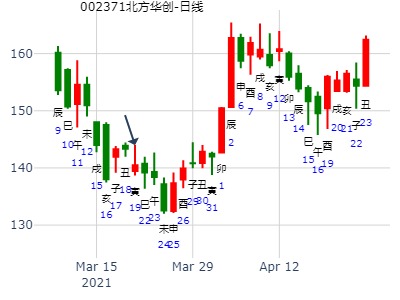 002371北方华创-日线
160
150
140
130
辰
9
巳
10
午
11
未
12
戌
15
亥
16
子
17
丑
18
寅
19
巳
22
午
23
未
24
申
25
酉
26
子
29
丑
30
寅
31
卯
1
辰
2
申
6
酉
7
戌
8
亥
9
寅
12
卯
13
辰
14
巳
15
午
16
酉
19
戌
20
亥
21
子
22
丑
23
Mar 15
2021
Mar 29
Apr 12